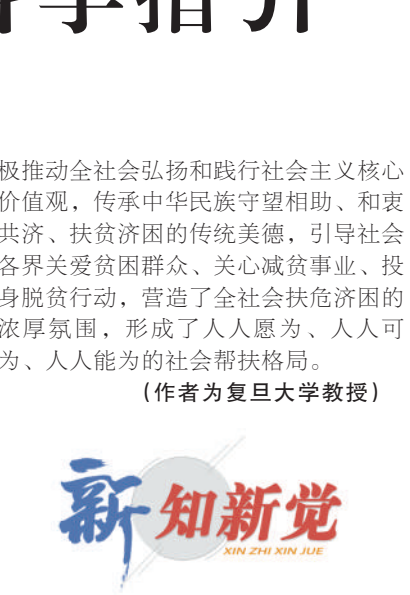 科学指引
极推动全社会弘扬和践行社会主义核心
价值观，传承中华民族守望相助、和衷
共济、扶贫济困的传统美德，引导社会
各界关爱贫困群众、关心减贫事业、投
身脱贫行动，营造了全社会扶危济困的
浓厚氛围，形成了人人愿为、人人可
为、人人能为的社会帮扶格局。
（作者为复旦大学教授）
新知新觉
XIN ZHI XIN JUE